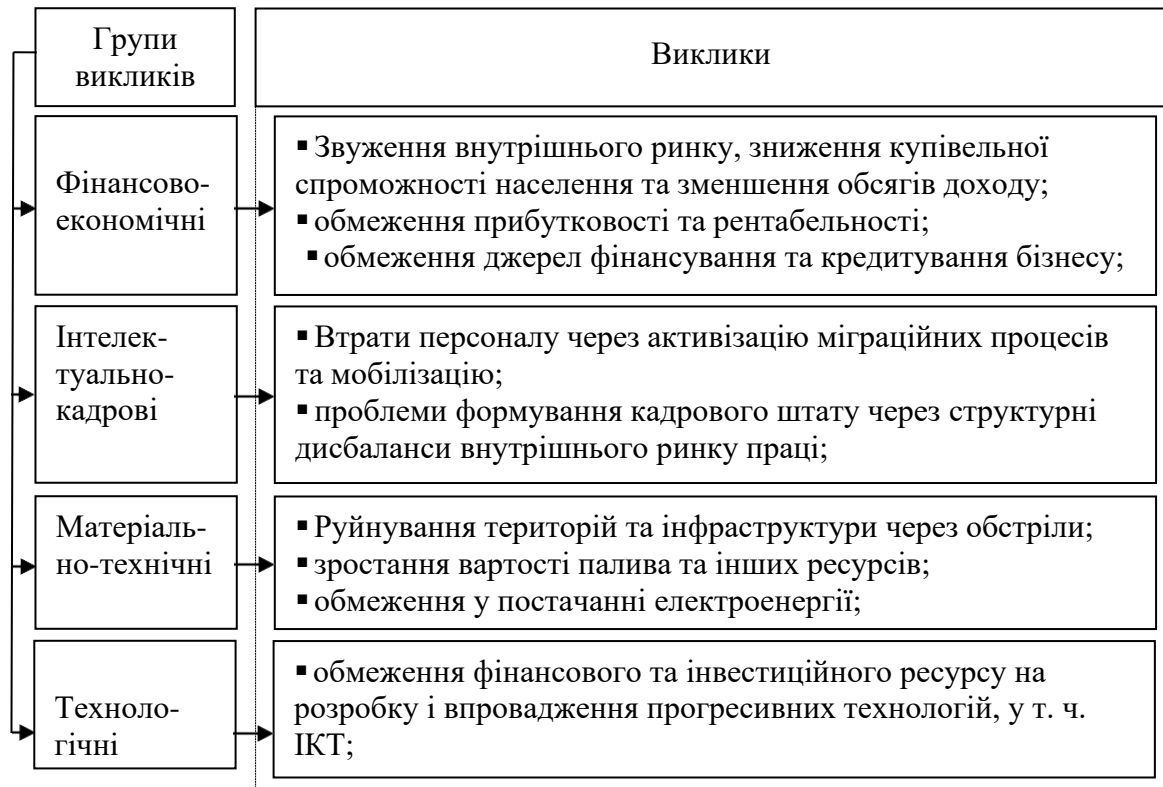 Групи
викликів
Виклики
Фінансово-
економічні
▪ Звуження внутрішнього ринку, зниження купівельної
спроможності населення та зменшення обсягів доходу;
▪ обмеження прибутковості та рентабельності;
▪ обмеження джерел фінансування та кредитування бізнесу;
Інтелек-
туально-
кадрові
▪ Втрати персоналу через активізацію міграційних процесів
та мобілізацію;
▪ проблеми формування кадрового штату через структурні
дисбаланси внутрішнього ринку праці;
Матеріаль-
но-технічні
▪ Руйнування територій та інфраструктури через обстріли;
▪ зростання вартості палива та інших ресурсів;
▪ обмеження у постачанні електроенергії;
Техноло-
гічні
▪ обмеження фінансового та інвестиційного ресурсу на
розробку і впровадження прогресивних технологій, у т. ч.
ІКТ;